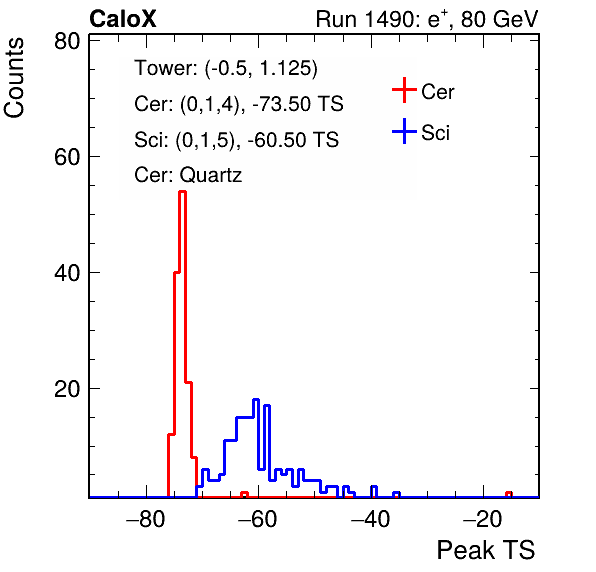 CaloX Run 1490: e⁺, 80 GeV
Counts
80
60
40
20
Tower: (-0.5, 1.125)
Cer: (0,1,4), -73.50 TS
Sci: (0,1,5), -60.50 TS
Cer: Quartz
Cer
Sci
−80 −60 −40 −20
Peak TS